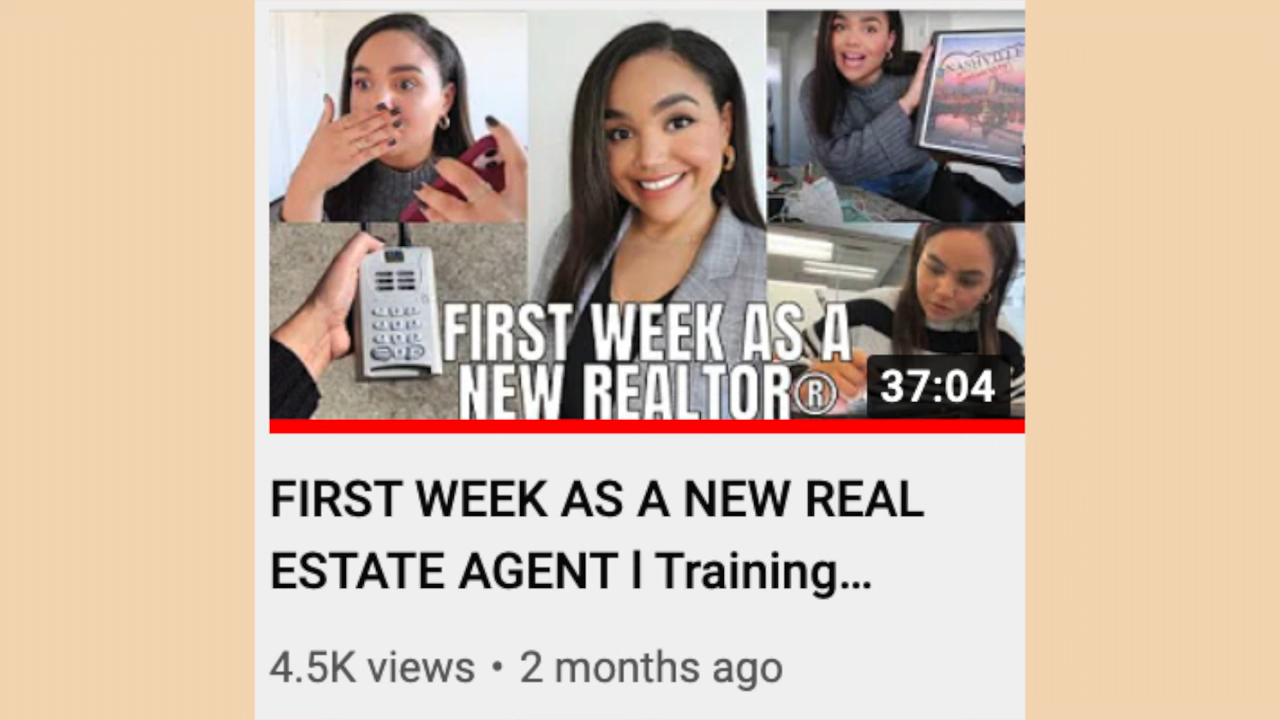 NASHVILLE
FIRST WEEK AS A
NEW REALTOR®
37:04
FIRST WEEK AS A NEW REAL
ESTATE AGENT l Training...
4.5K views • 2 months ago